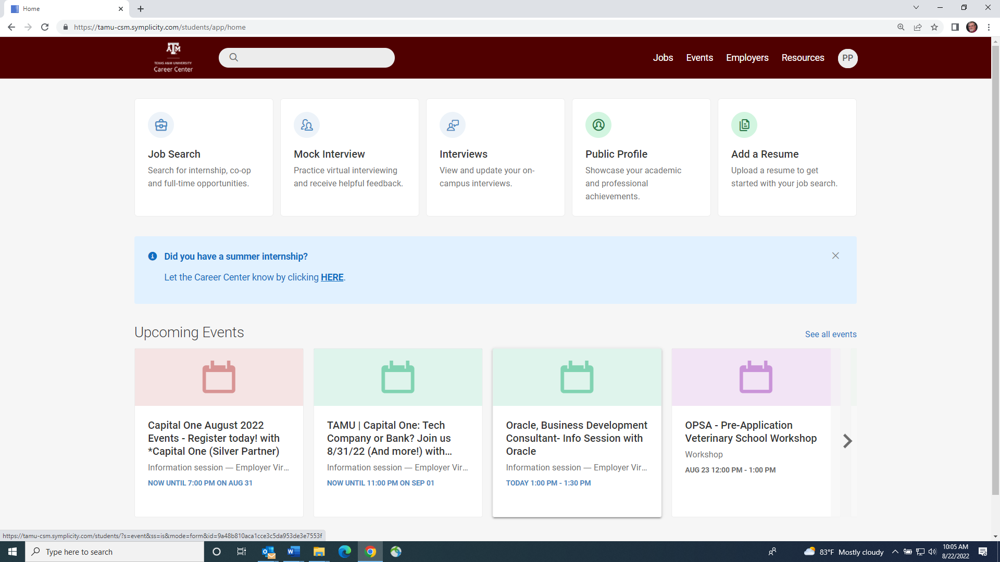 Home
https://tamu-csm.symplicity.com/students/app/home
ATM
TEXAS A&M UNIVERSITY
Career Center
Jobs
Events
Employers
Resources
PP
Job Search
Search for internship, co-op
and full-time opportunities.
Mock Interview
Practice virtual interviewing
and receive helpful feedback.
Interviews
View and update your on-
campus interviews.
Public Profile
Showcase your academic
and professional
achievements.
Add a Resume
Upload a resume to get
started with your job search.
Did you have a summer internship?
Let the Career Center know by clicking HERE.
Upcoming Events
See all events
Capital One August 2022
Events - Register today! with
*Capital One (Silver Partner)
Information session — Employer Vir...
NOW UNTIL 7:00 PM ON AUG 31
TAMU | Capital One: Tech
Company or Bank? Join us
8/31/22 (And more!) with...
Information session — Employer Vir...
NOW UNTIL 11:00 PM ON SEP 01
Oracle, Business Development
Consultant- Info Session with
Oracle
Information session — Employer Vir...
TODAY 1:00 PM - 1:30 PM
OPSA - Pre-Application
Veterinary School Workshop
Workshop
AUG 23 12:00 PM - 1:00 PM
https://tamu-csm.symplicity.com/students/?s=event&ss=is&mode=form&id=9a48b810aca1cce3c5da953de3e7553f
Type here to search
83°F Mostly cloudy
10:05 AM
8/22/2022